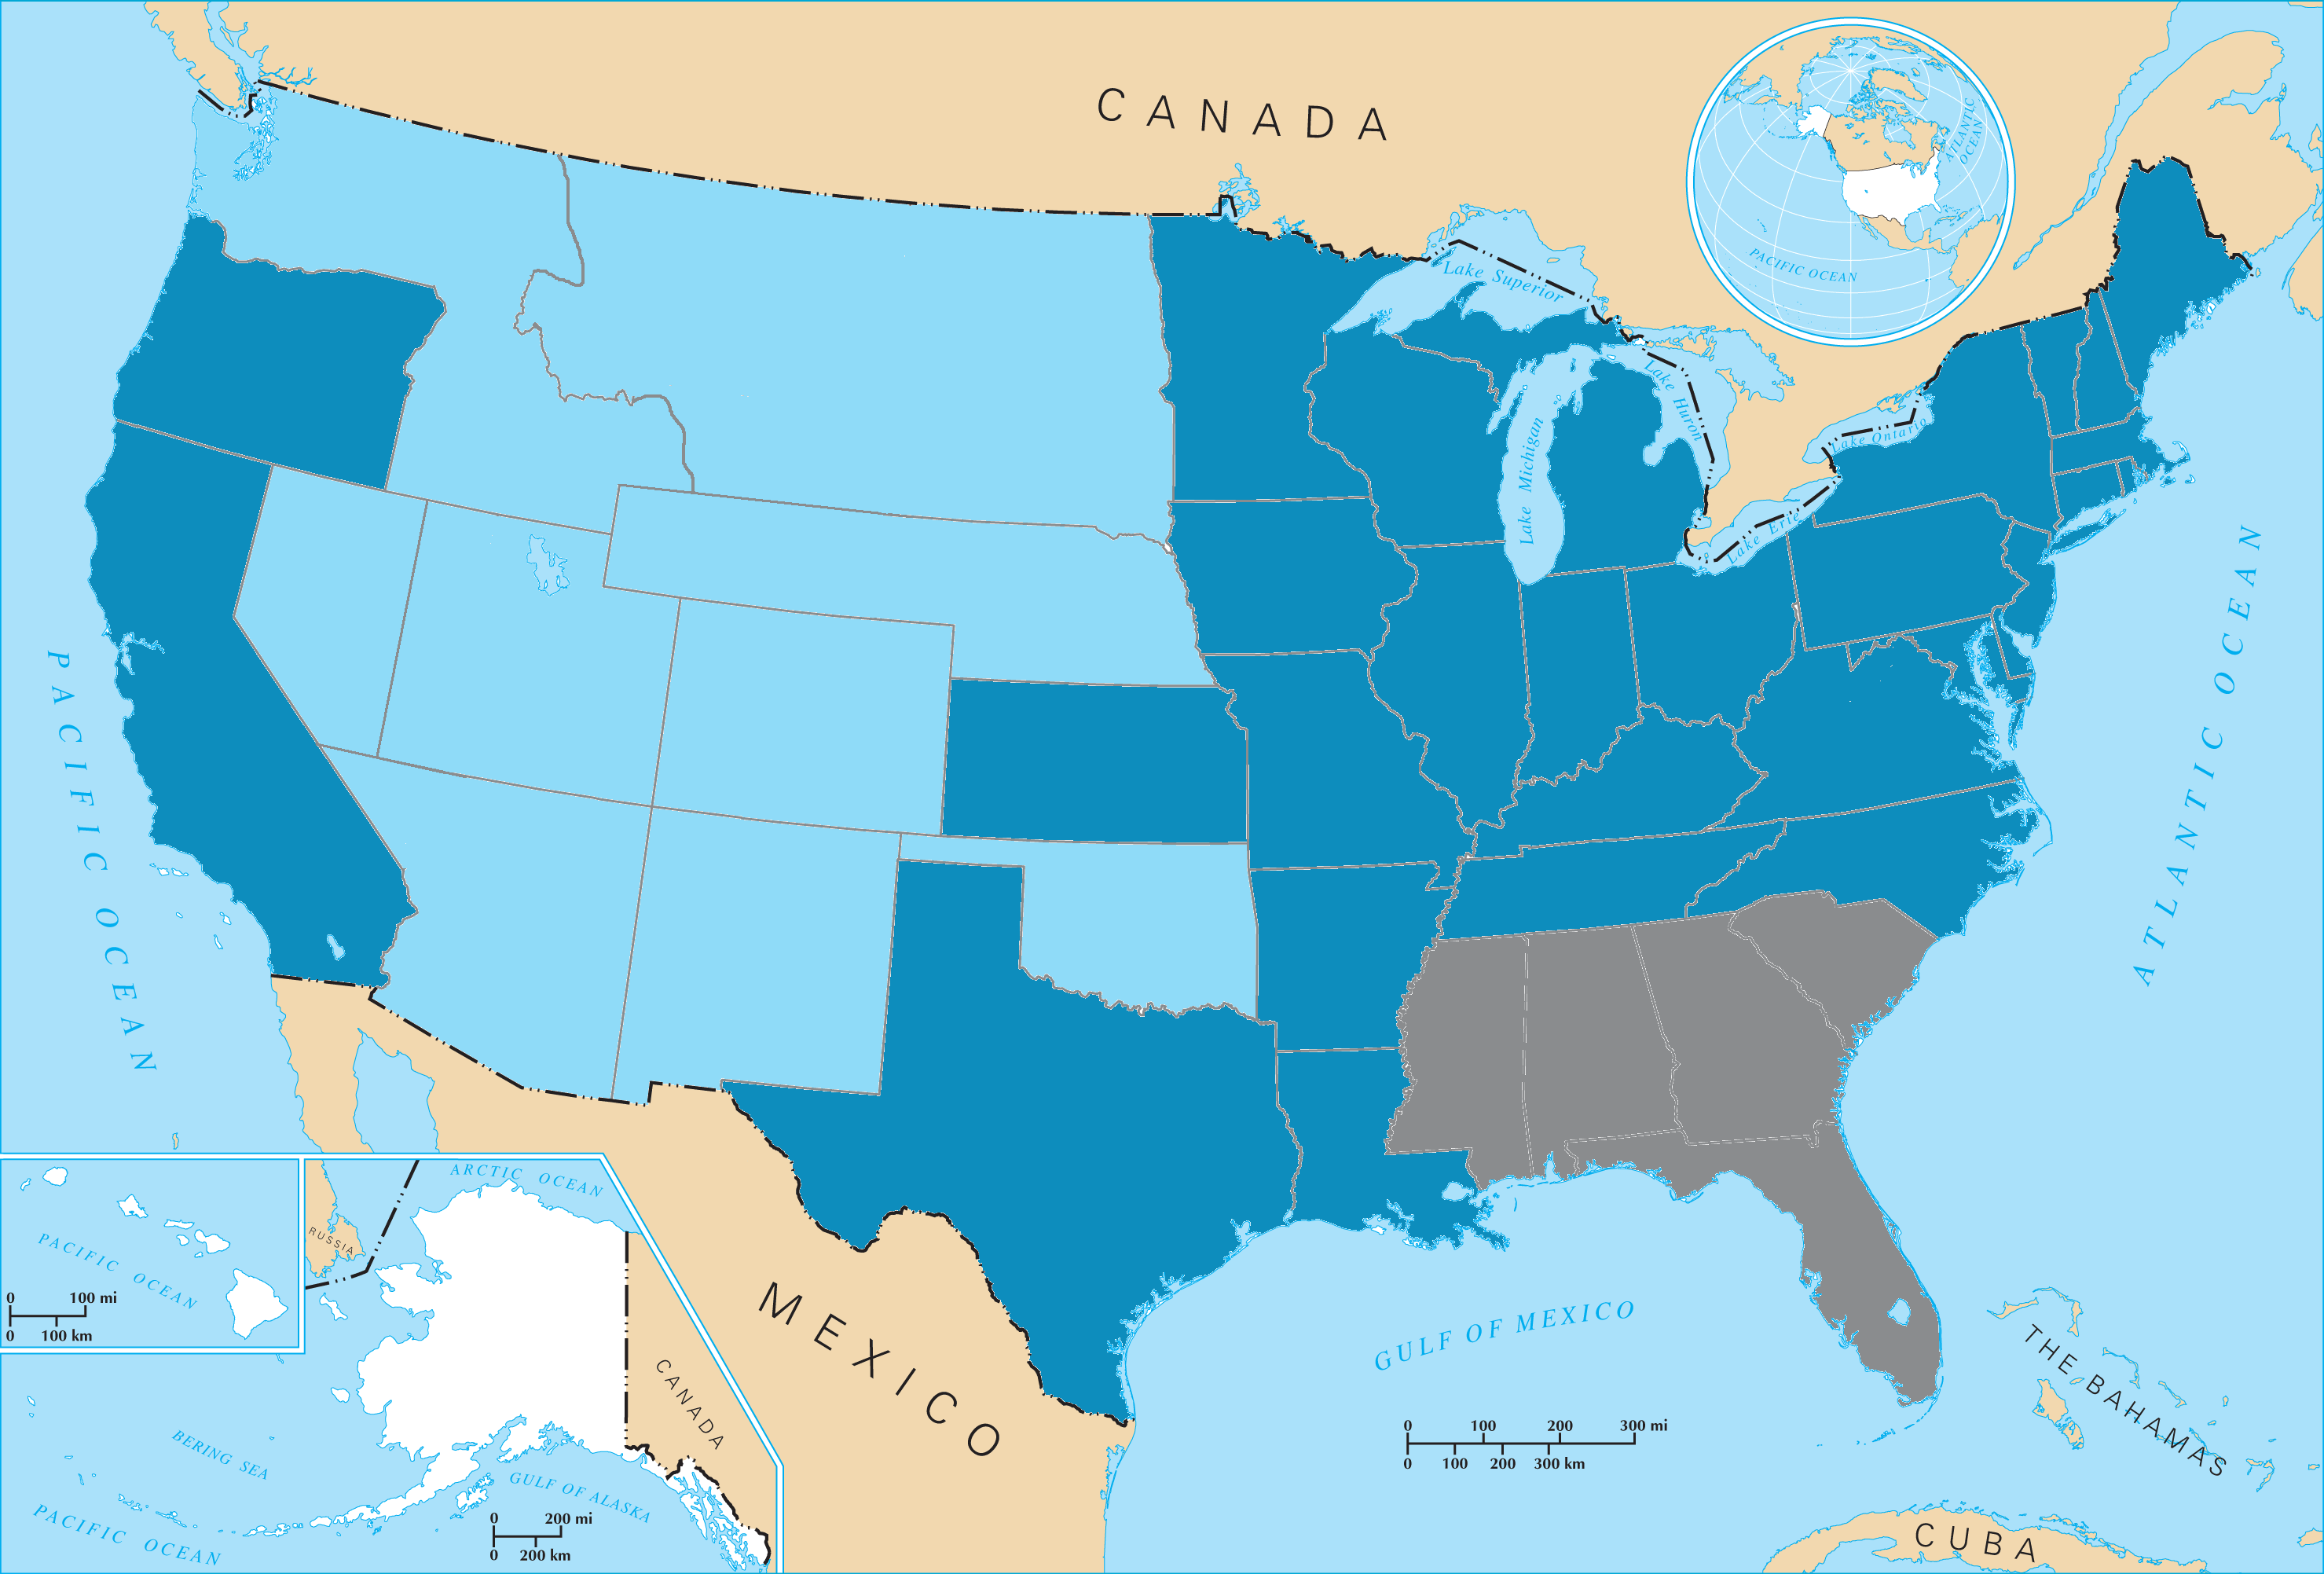 CANADA
ATLANTIC
OCEAN
PACIFIC OCEAN
Lake Superior
Lake Huron
Lake Michigan
Lake Ontario
Lake Erie
PACIFIC OCEAN
ATLANTIC OCEAN
ARCTIC OCEAN
RUSSIA
PACIFIC OCEAN
0 100 mi
0 100 km
MEXICO
CANADA
GULF OF MEXICO
THE BAHAMAS
0 100 200 300 mi
0 100 200 300 km
BERING SEA
GULF OF ALASKA
PACIFIC OCEAN
0 200 mi
0 200 km
CUBA